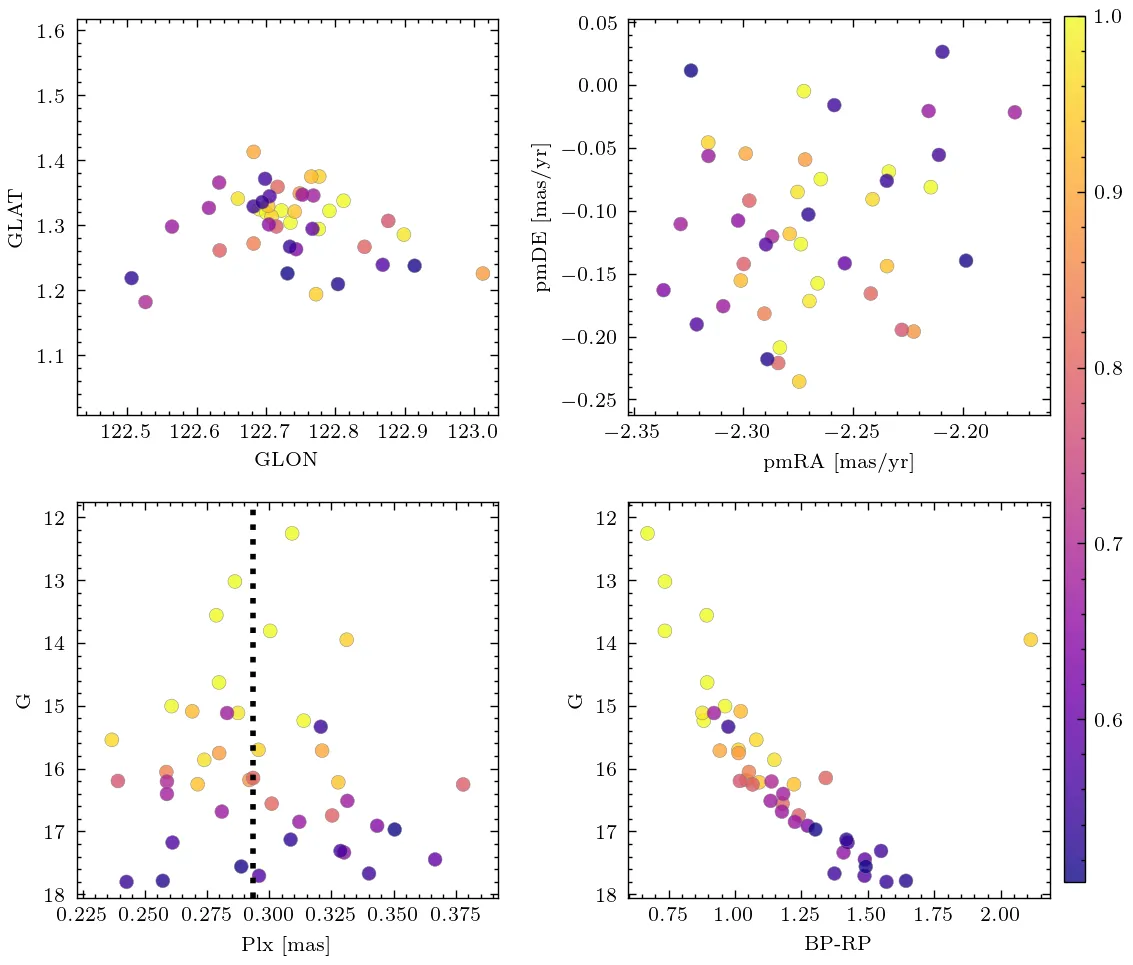 1.6
1.5
1.4
1.3
1.2
1.1
GLAT
122.5 122.6 122.7 122.8 122.9 123.0
GLON
0.05
0.00
−0.05
−0.10
−0.15
−0.20
−0.25
pmDE [mas/yr]
−2.35 −2.30 −2.25 −2.20
pmRA [mas/yr]
1.0
0.9
0.8
0.7
0.6
12
13
14
15
16
17
18
G
0.225 0.250 0.275 0.300 0.325 0.350 0.375
Plx [mas]
12
13
14
15
16
17
18
G
0.75 1.00 1.25 1.50 1.75 2.00
BP-RP